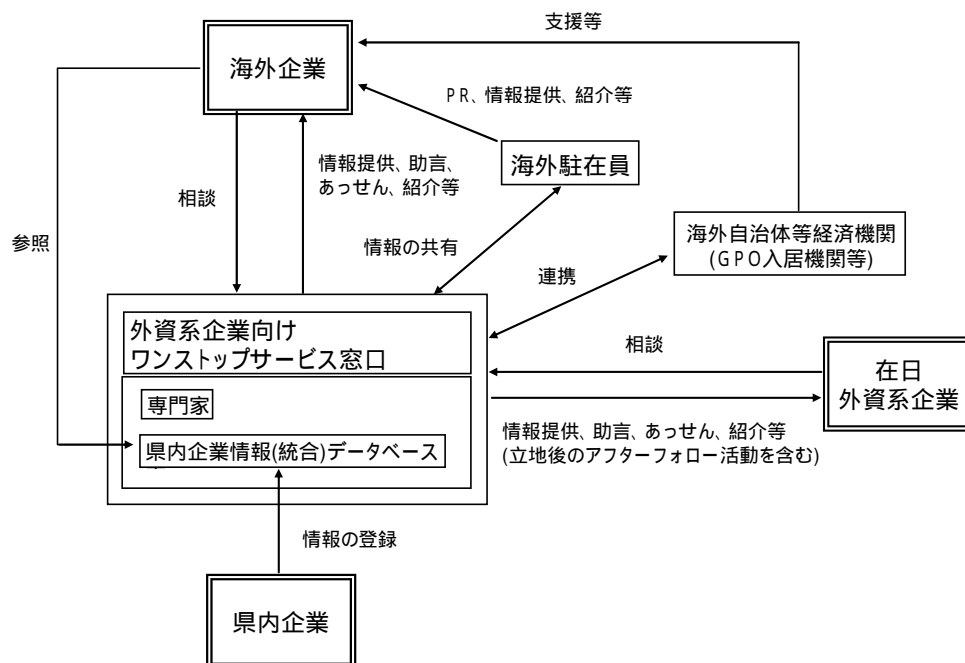 支援等
海外企業
PR、情報提供、紹介等
情報提供、助言、
あっせん、紹介等
海外駐在員
相談
参照
情報の共有
海外自治体等経済機関
(GPO入居機関等)
連携
外資系企業向け
ワンストップサービス窓口
相談
在日
外資系企業
専門家
県内企業情報(統合)データベース
情報提供、助言、あっせん、紹介等
(立地後のアフターフォロー活動を含む)
情報の登録
県内企業